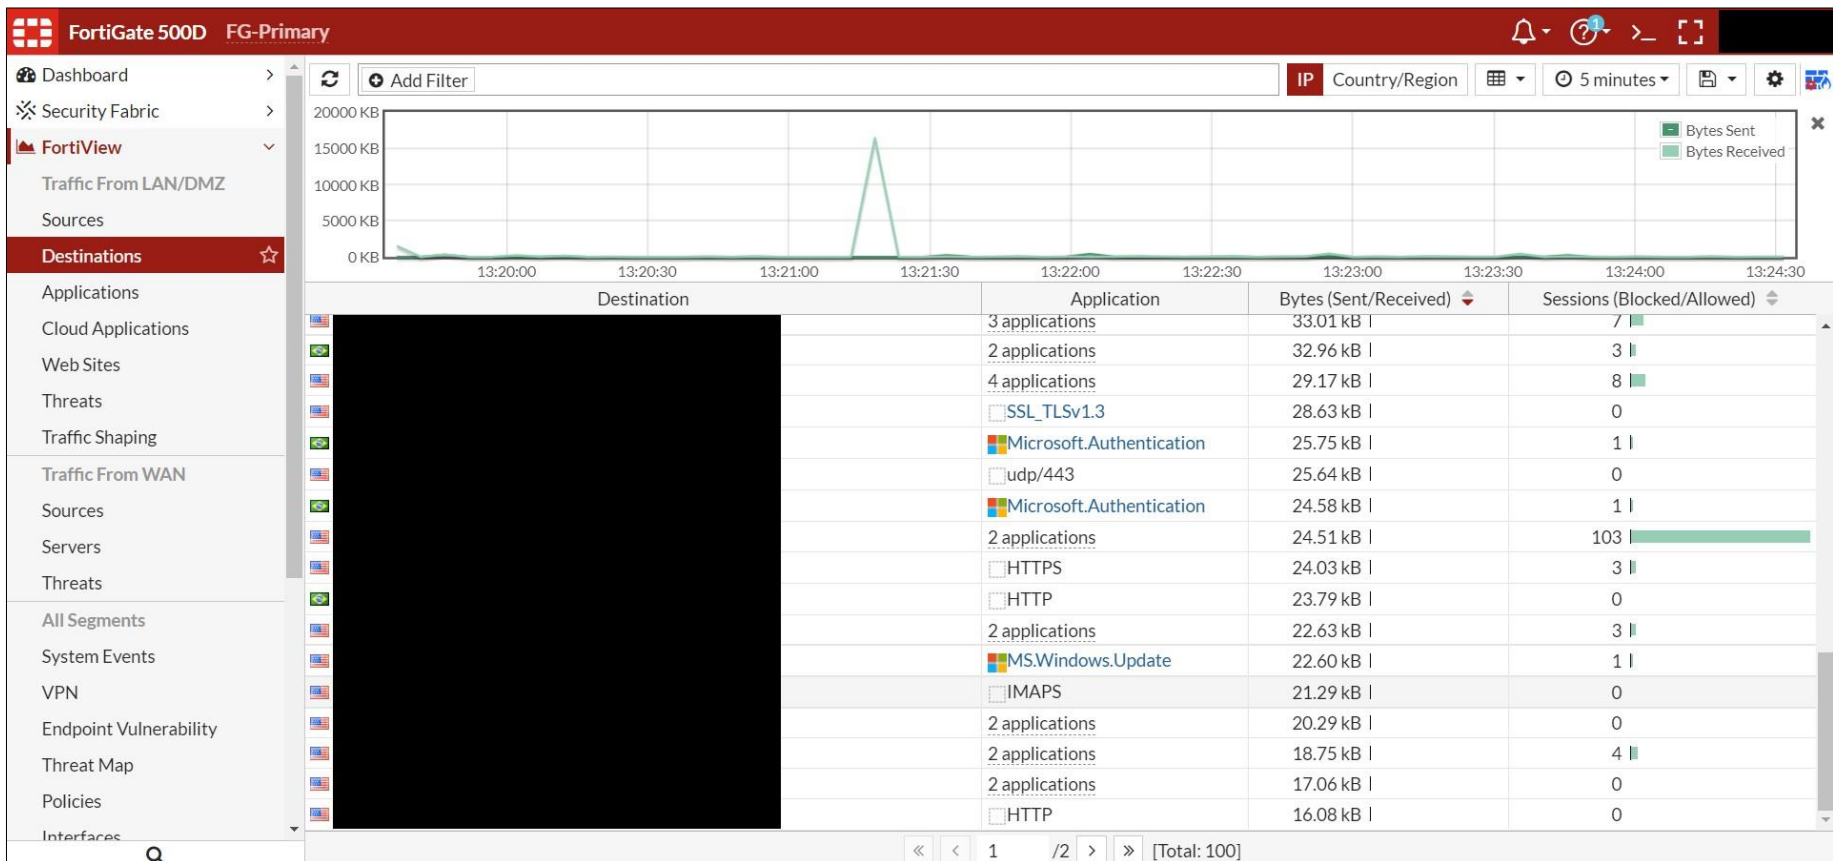 FortiGate 500D FG-Primary
1
Dashboard
Security Fabric
FortiView
Traffic From LAN/DMZ
Sources
Destinations
Applications
Cloud Applications
Web Sites
Threats
Traffic Shaping
Traffic From WAN
Sources
Servers
Threats
All Segments
System Events
VPN
Endpoint Vulnerability
Threat Map
Policies
Interfaces
Add Filter IP Country/Region 5 minutes
20000 KB
15000 KB
10000 KB
5000 KB
0 KB
Bytes Sent
Bytes Received
13:20:00 13:20:30 13:21:00 13:21:30 13:22:00 13:22:30 13:23:00 13:23:30 13:24:00 13:24:30
Destination Application Bytes (Sent/Received) Sessions (Blocked/Allowed)
3 applications 33.01 kB 7
2 applications 32.96 kB 3
4 applications 29.17 kB 8
SSL_TLSv1.3 28.63 kB 0
Microsoft.Authentication 25.75 kB 1
udp/443 25.64 kB 0
Microsoft.Authentication 24.58 kB 1
2 applications 24.51 kB 103
HTTPS 24.03 kB 3
HTTP 23.79 kB 0
2 applications 22.63 kB 3
MS.Windows.Update 22.60 kB 1
IMAPS 21.29 kB 0
2 applications 20.29 kB 0
2 applications 18.75 kB 4
2 applications 17.06 kB 0
HTTP 16.08 kB 0
« < 1 /2 > » [Total: 100]